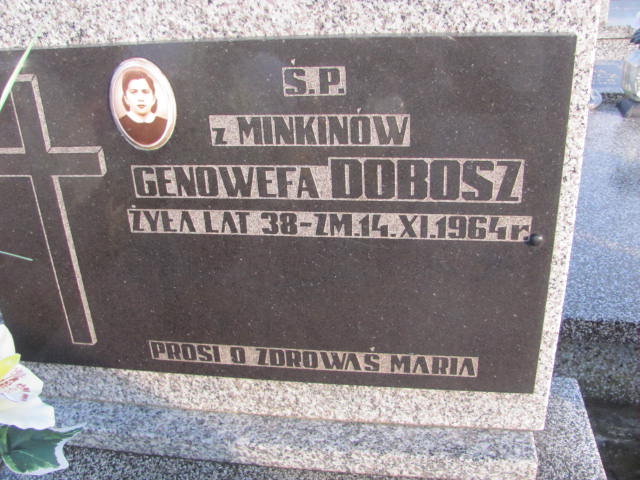 Ś.P.
z MINKINÓW
GENOWEFA DOBOSZ
ŻYŁA LAT 38-ZM.14.XI.1964r.
PROSI O ZDROWAŚ MARIA